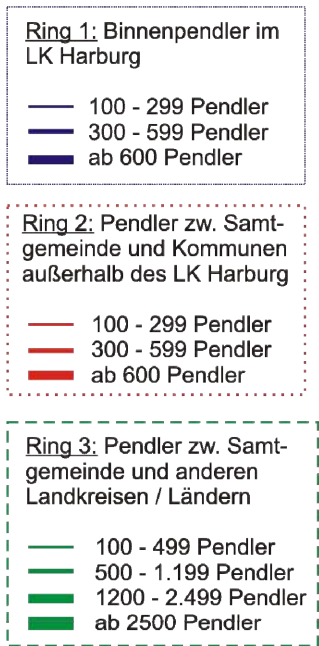 Ring 1: Binnenpendler im
LK Harburg
100 - 299 Pendler
300 - 599 Pendler
ab 600 Pendler
Ring 2: Pendler zw. Samt-
gemeinde und Kommunen
außerhalb des LK Harburg
100 - 299 Pendler
300 - 599 Pendler
ab 600 Pendler
Ring 3: Pendler zw. Samt-
gemeinde und anderen
Landkreisen / Ländern
100 - 499 Pendler
500 - 1.199 Pendler
1200 - 2.499 Pendler
ab 2500 Pendler